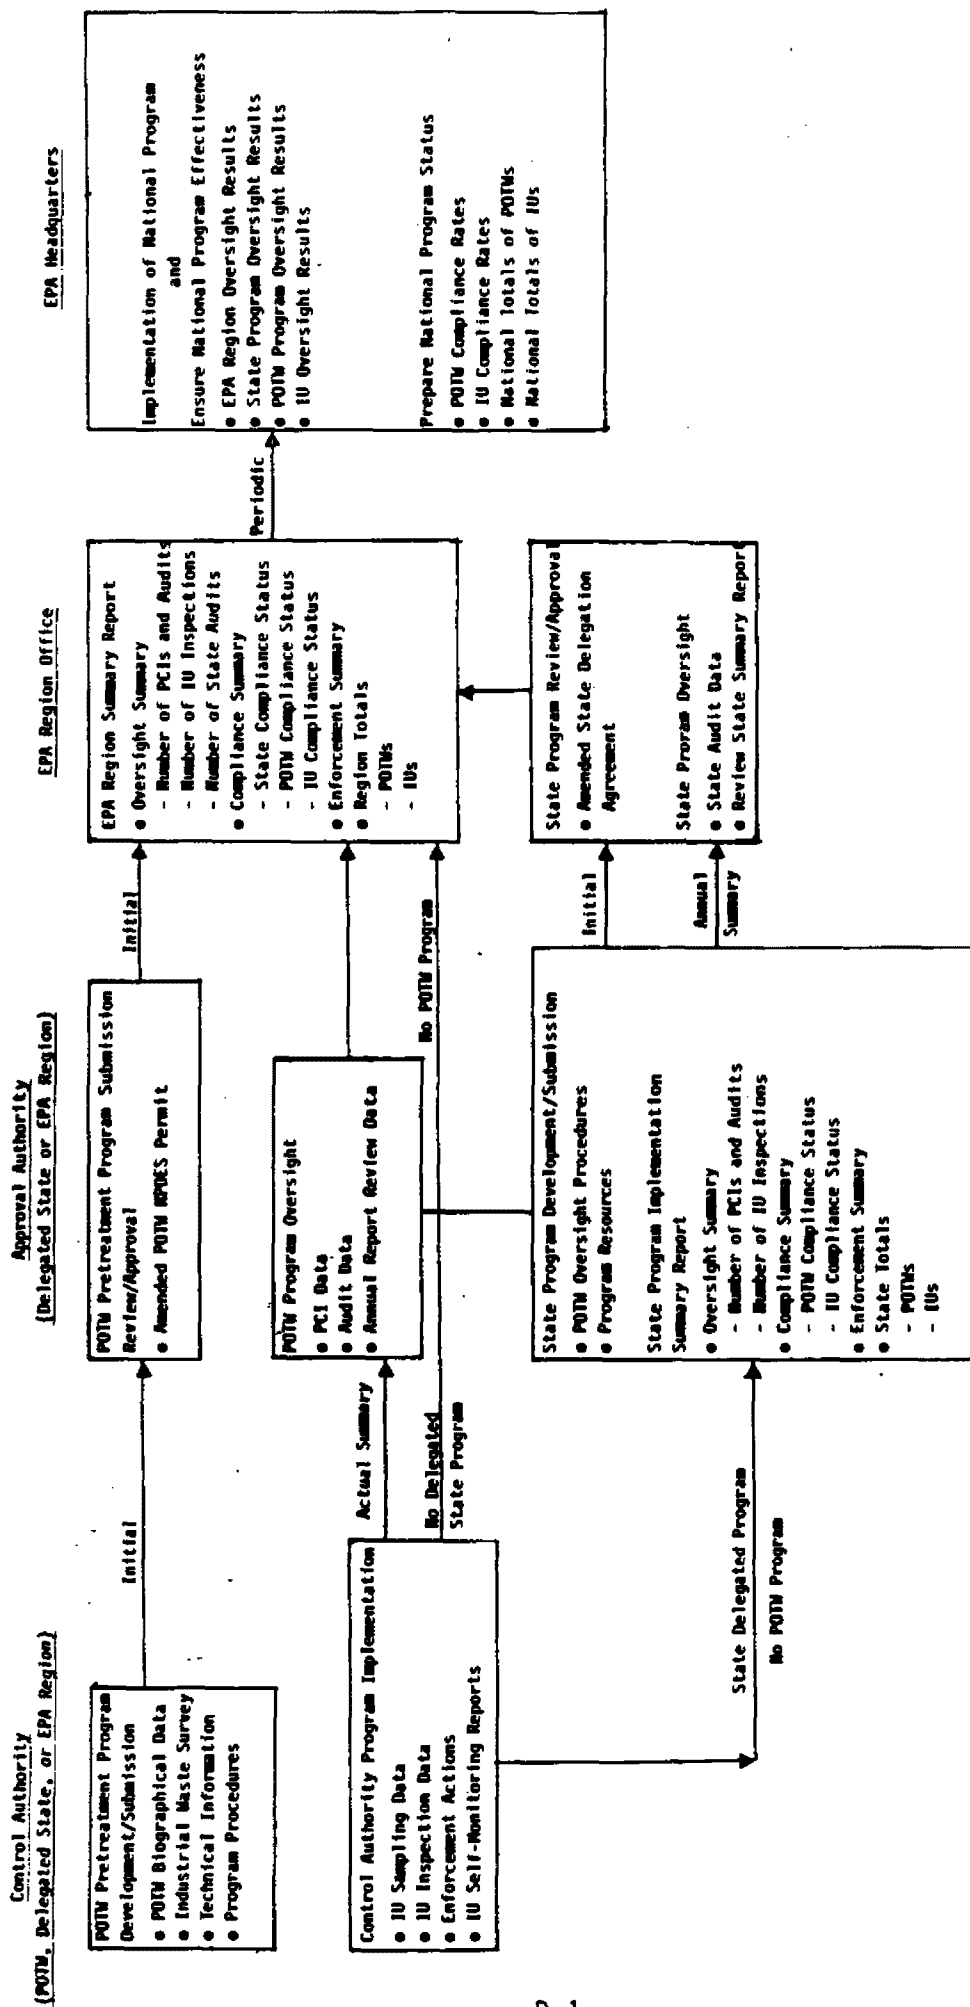 Control Authority
(POTW, Delegated State, or EPA Region)
POTW Pretreatment Program
Development/Submission
● POTW Biographical Data
● Industrial Waste Survey
● Technical Information
● Program Procedures
Initial
Control Authority Program Implementation
● IU Sampling Data
● IU Inspection Data
● Enforcement Actions
● IU Self-Monitoring Reports
Actual Summary
No Delegated
State Program
No POTW Program
State Delegated Program
No POTW Program
Approval Authority
(Delegated State or EPA Region)
POTW Pretreatment Program Submission
Review/Approval
● Amended POTW NPDES Permit
Initial
POTW Program Oversight
● PCI Data
● Audit Data
● Annual Report Review Data
State Program Development/Submission
● POTW Oversight Procedures
● Program Resources
State Program Implementation
Summary Report
● Oversight Summary
- Number of PCIs and Audits
- Number of IU Inspections
● Compliance Summary
- POTW Compliance Status
- IU Compliance Status
● Enforcement Summary
● State Totals
- POTWs
- IUs
Initial
Annual
Summary
EPA Region Office
EPA Region Summary Report
● Oversight Summary
- Number of PCIs and Audits
- Number of IU Inspections
- Number of State Audits
● Compliance Summary
- State Compliance Status
- POTW Compliance Status
- IU Compliance Status
● Enforcement Summary
● Region Totals
- POTWs
- IUs
State Program Review/Approval
● Amended State Delegation
Agreement
State Proram Oversight
● State Audit Data
● Review State Summary Report
Periodic
EPA Headquarters
Implementation of National Program
and
Ensure National Program Effectiveness
● EPA Region Oversight Results
● State Program Oversight Results
● POTW Program Oversight Results
● IU Oversight Results
Prepare National Program Status
● POTW Compliance Rates
● IU Compliance Rates
● National Totals of POTWs
● National Totals of IUs